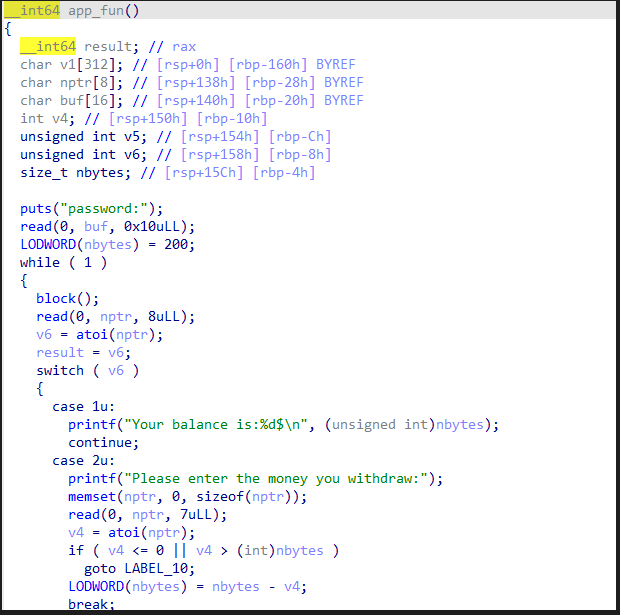 __int64 app_fun()
{
__int64 result; // rax
char v1[312]; // [rsp+0h] [rbp-160h] BYREF
char nptr[8]; // [rsp+138h] [rbp-28h] BYREF
char buf[16]; // [rsp+140h] [rbp-20h] BYREF
int v4; // [rsp+150h] [rbp-10h]
unsigned int v5; // [rsp+154h] [rbp-Ch]
unsigned int v6; // [rsp+158h] [rbp-8h]
size_t nbytes; // [rsp+15Ch] [rbp-4h]

puts("password:");
read(0, buf, 0x10uLL);
LODWORD(nbytes) = 200;
while ( 1 )
{
block();
read(0, nptr, 8uLL);
v6 = atoi(nptr);
result = v6;
switch ( v6 )
{
case 1u:
printf("Your balance is:%d$\n", (unsigned int)nbytes);
continue;
case 2u:
printf("Please enter the money you withdraw:");
memset(nptr, 0, sizeof(nptr));
read(0, nptr, 7uLL);
v4 = atoi(nptr);
if ( v4 <= 0 || v4 > (int)nbytes )
goto LABEL_10;
LODWORD(nbytes) = nbytes - v4;
break;